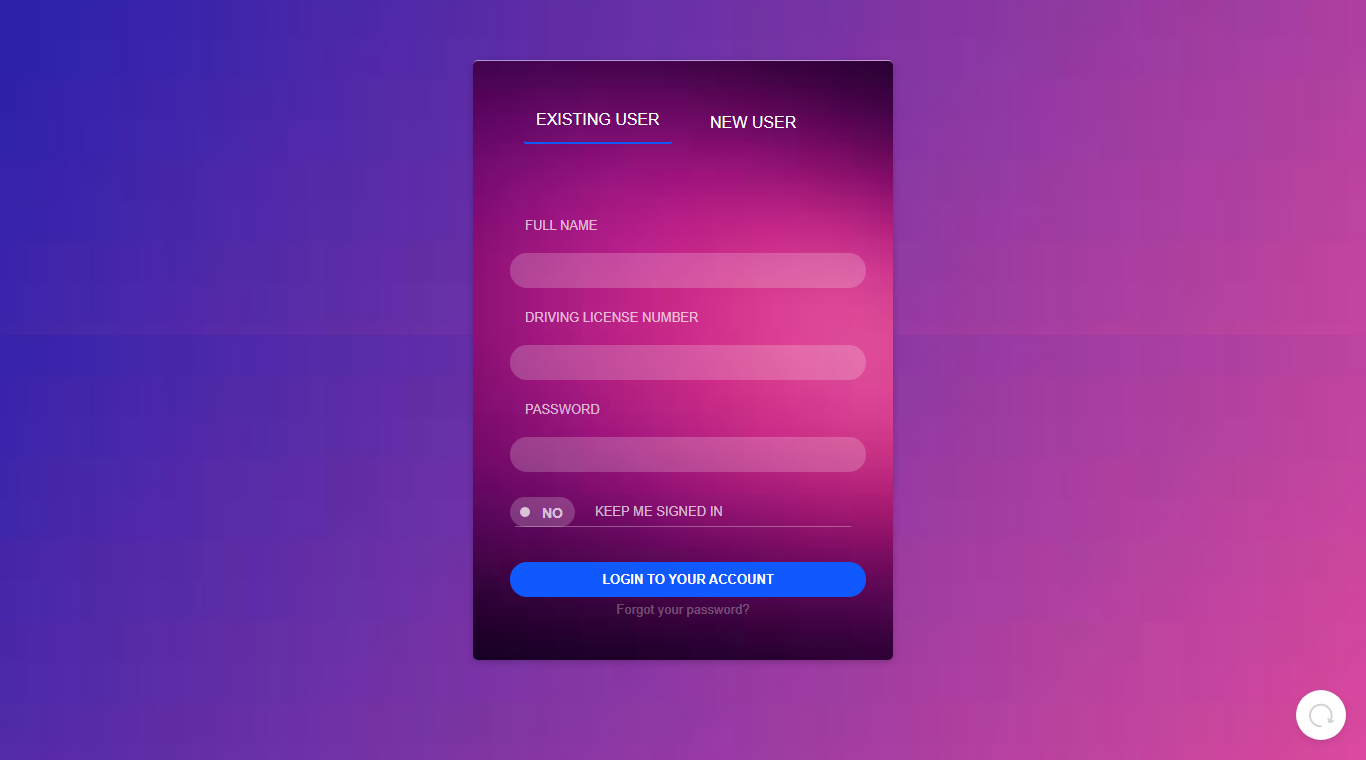 EXISTING USER
NEW USER
FULL NAME
DRIVING LICENSE NUMBER
PASSWORD
NO KEEP ME SIGNED IN
LOGIN TO YOUR ACCOUNT
Forgot your password?